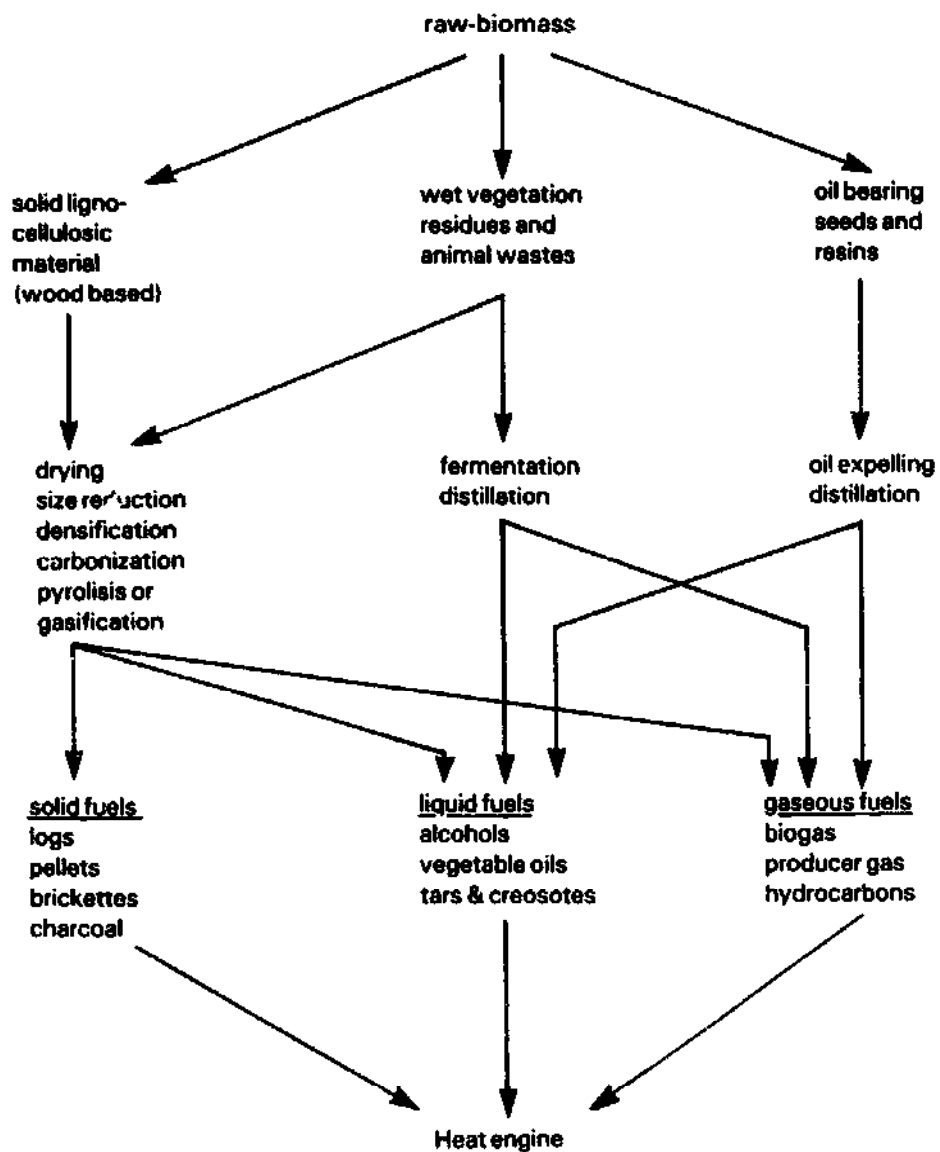 raw-biomass
solid ligno-
cellulosic
material
(wood based)
wet vegetation
residues and
animal wastes
oil bearing
seeds and
resins
drying
size reduction
densification
carbonization
pyrolisis or
gasification
fermentation
distillation
oil expelling
distillation
solid fuels
logs
pellets
brickettes
charcoal
liquid fuels
alcohols
vegetable oils
tars & creosotes
gaseous fuels
biogas
producer gas
hydrocarbons
Heat engine